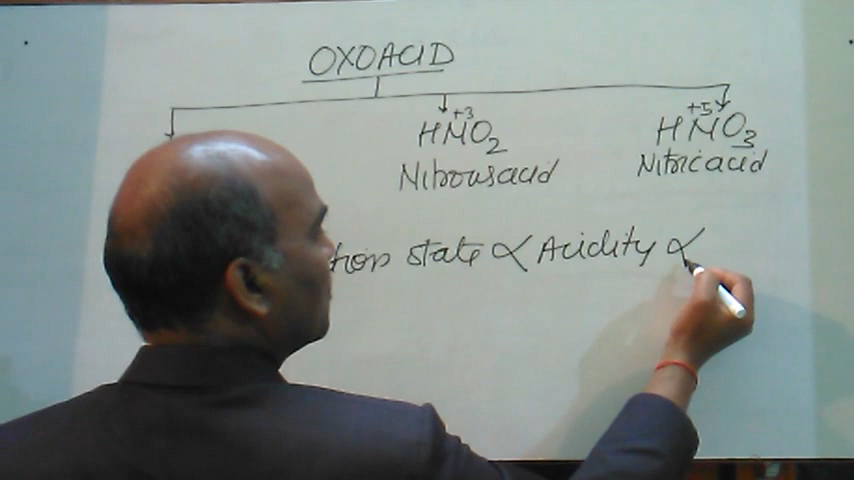 OXOACID
+3 +5
HNO2 HNO3
Nitrousacid Nitricacid
tion state ∝ Acidity ∝